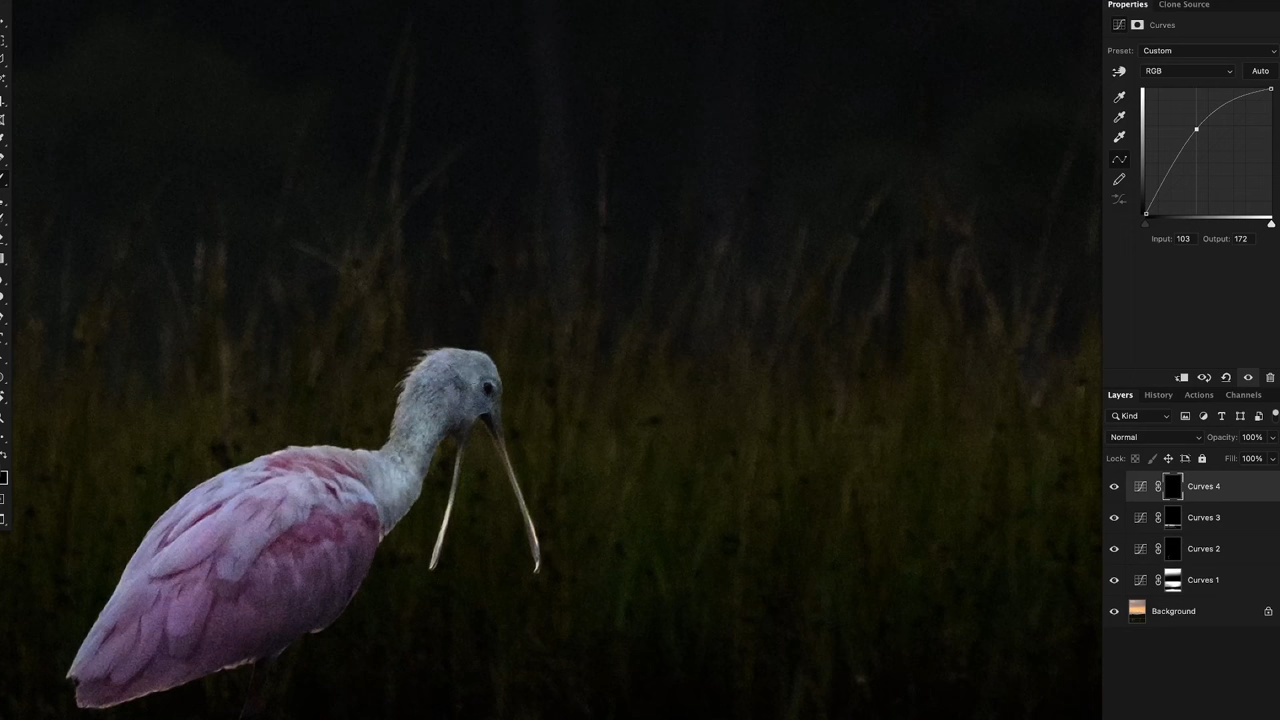 Properties Clone Source
Curves
Preset: Custom
RGB Auto
Input: 103 Output: 172
Layers History Actions Channels
Kind
Normal Opacity: 100%
Lock: Fill: 100%
Curves 4
Curves 3
Curves 2
Curves 1
Background